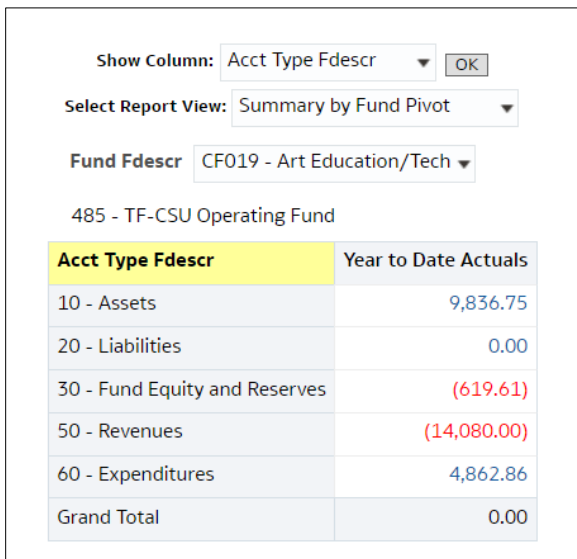 Show Column: Acct Type Fdescr OK
Select Report View: Summary by Fund Pivot
Fund Fdescr CF019 - Art Education/Tech
485 - TF-CSU Operating Fund
Acct Type Fdescr Year to Date Actuals
10 - Assets 9,836.75
20 - Liabilities 0.00
30 - Fund Equity and Reserves (619.61)
50 - Revenues (14,080.00)
60 - Expenditures 4,862.86
Grand Total 0.00